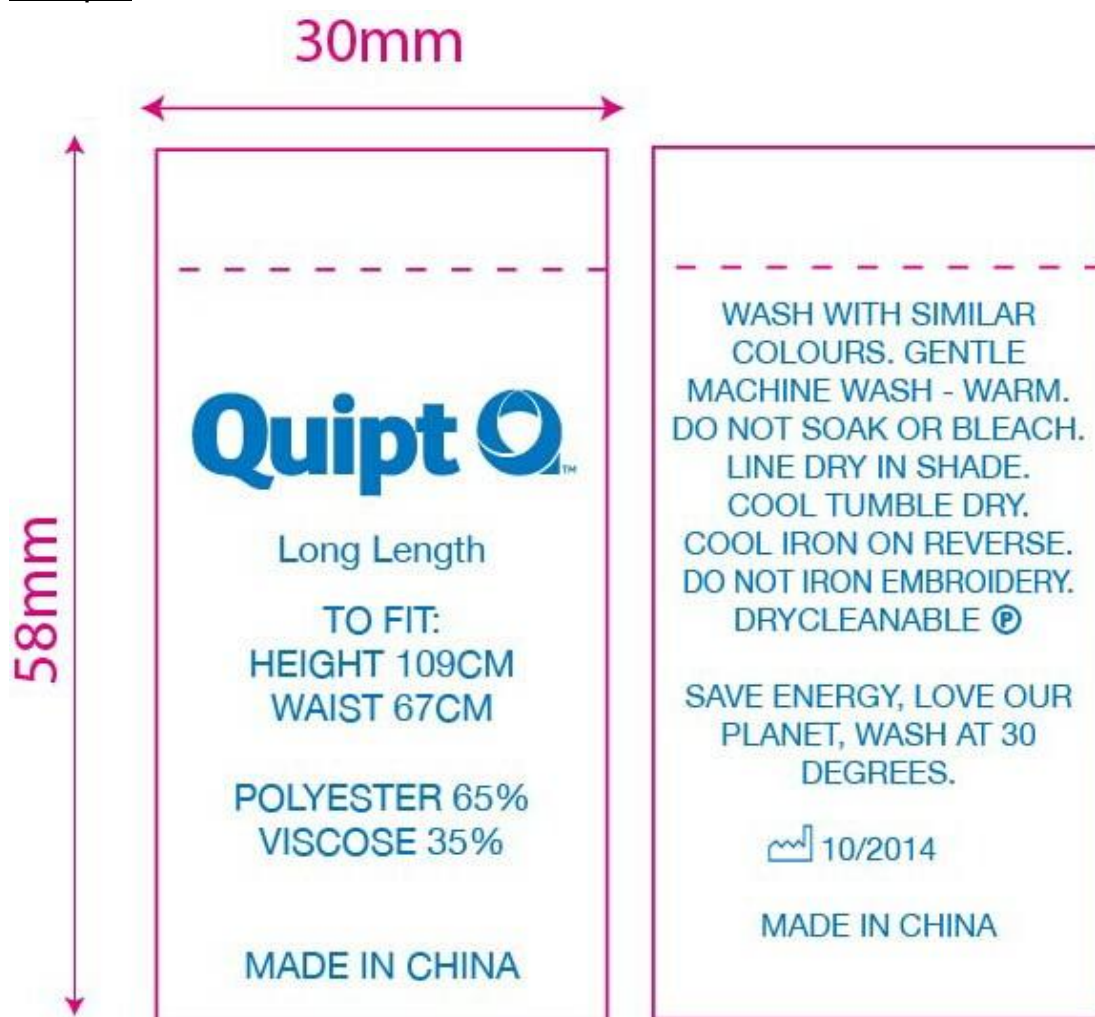 30mm
58mm
Quipt
TM
Long Length
TO FIT:
HEIGHT 109CM
WAIST 67CM
POLYESTER 65%
VISCOSE 35%
MADE IN CHINA
WASH WITH SIMILAR
COLOURS. GENTLE
MACHINE WASH - WARM.
DO NOT SOAK OR BLEACH.
LINE DRY IN SHADE.
COOL TUMBLE DRY.
COOL IRON ON REVERSE.
DO NOT IRON EMBROIDERY.
DRYCLEANABLE Ⓟ
SAVE ENERGY, LOVE OUR
PLANET, WASH AT 30
DEGREES.
10/2014
MADE IN CHINA